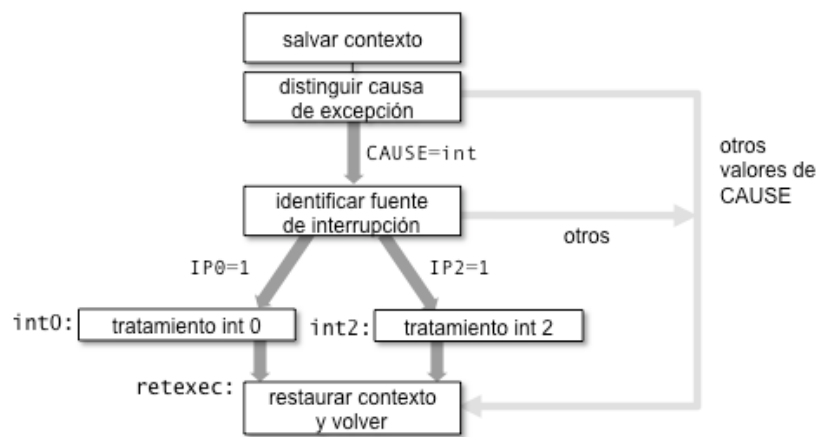 salvar contexto
distinguir causa
de excepción
CAUSE=int
otros
valores de
CAUSE
identificar fuente
de interrupción
otros
IP0=1
IP2=1
int0:
tratamiento int 0
int2:
tratamiento int 2
retexec:
restaurar contexto
y volver